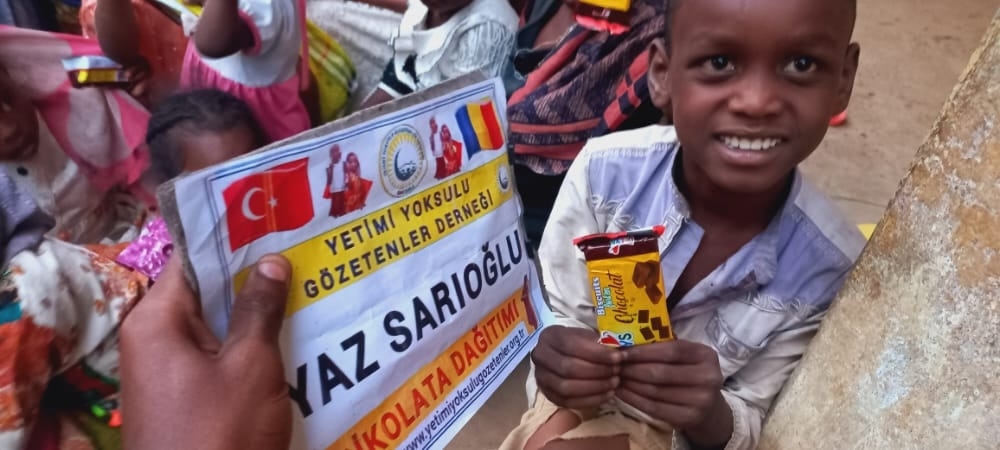 YETİMİ YOKSULU
GÖZETENLER DERNEĞİ
YAZ SARIOĞLU
İKOLATA DAĞITIMI
www.yetimiyoksulugozetenler.org.tr
Biscuits
Chocolat